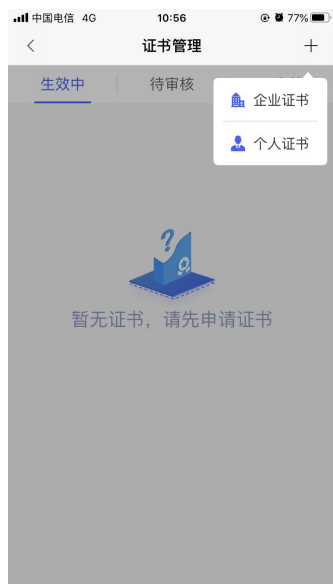 中国电信 4G 10:56 77%
证书管理
生效中 待审核
企业证书
个人证书
暂无证书，请先申请证书